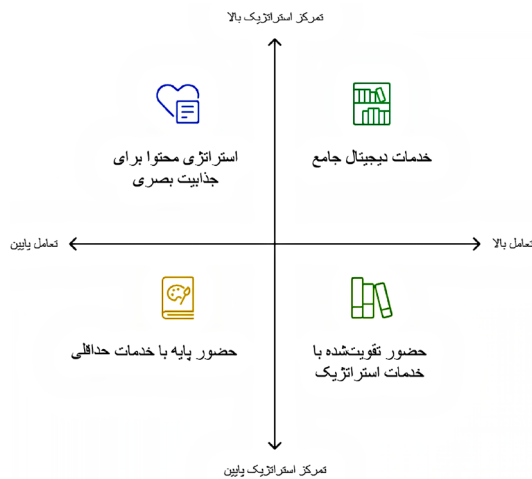 تمرکز استراتژیک بالا
خدمات دیجیتال جامع
استراتژی محتوا برای
جذابیت بصری
تعامل بالا
تعامل پایین
حضور تقویت‌شده با
خدمات استراتژیک
حضور پایه با خدمات حداقلی
تمرکز استراتژیک پایین